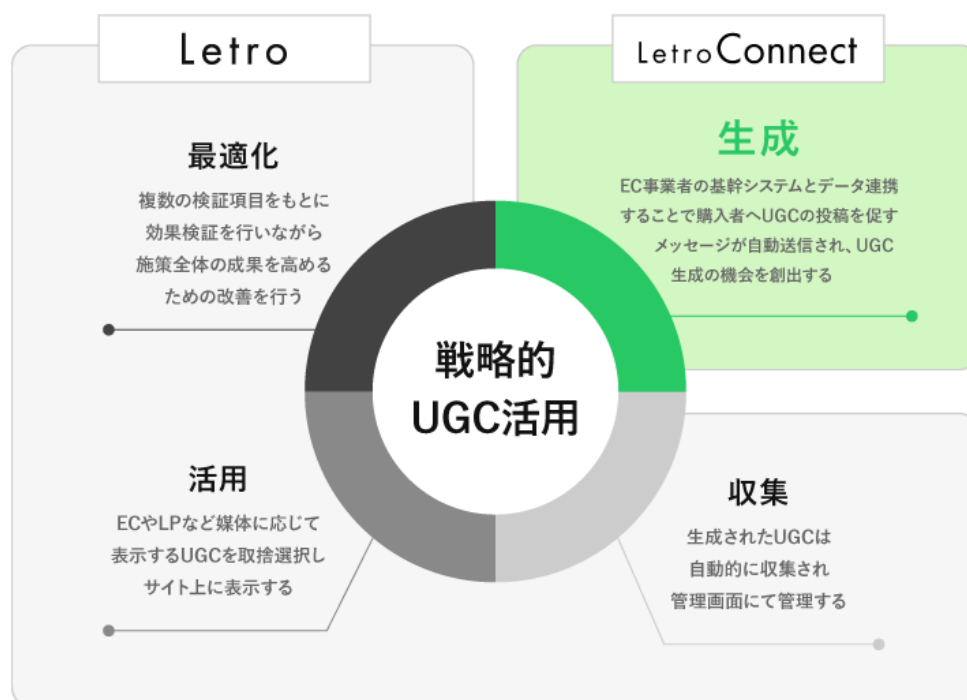 Letro
LetroConnect
最適化
複数の検証項目をもとに
効果検証を行いながら
施策全体の成果を高める
ための改善を行う
生成
EC事業者の基幹システムとデータ連携
することで購入者へUGCの投稿を促す
メッセージが自動送信され、UGC
生成の機会を創出する
戦略的
UGC活用
活用
ECやLPなど媒体に応じて
表示するUGCを取捨選択し
サイト上に表示する
収集
生成されたUGCは
自動的に収集され
管理画面にて管理する